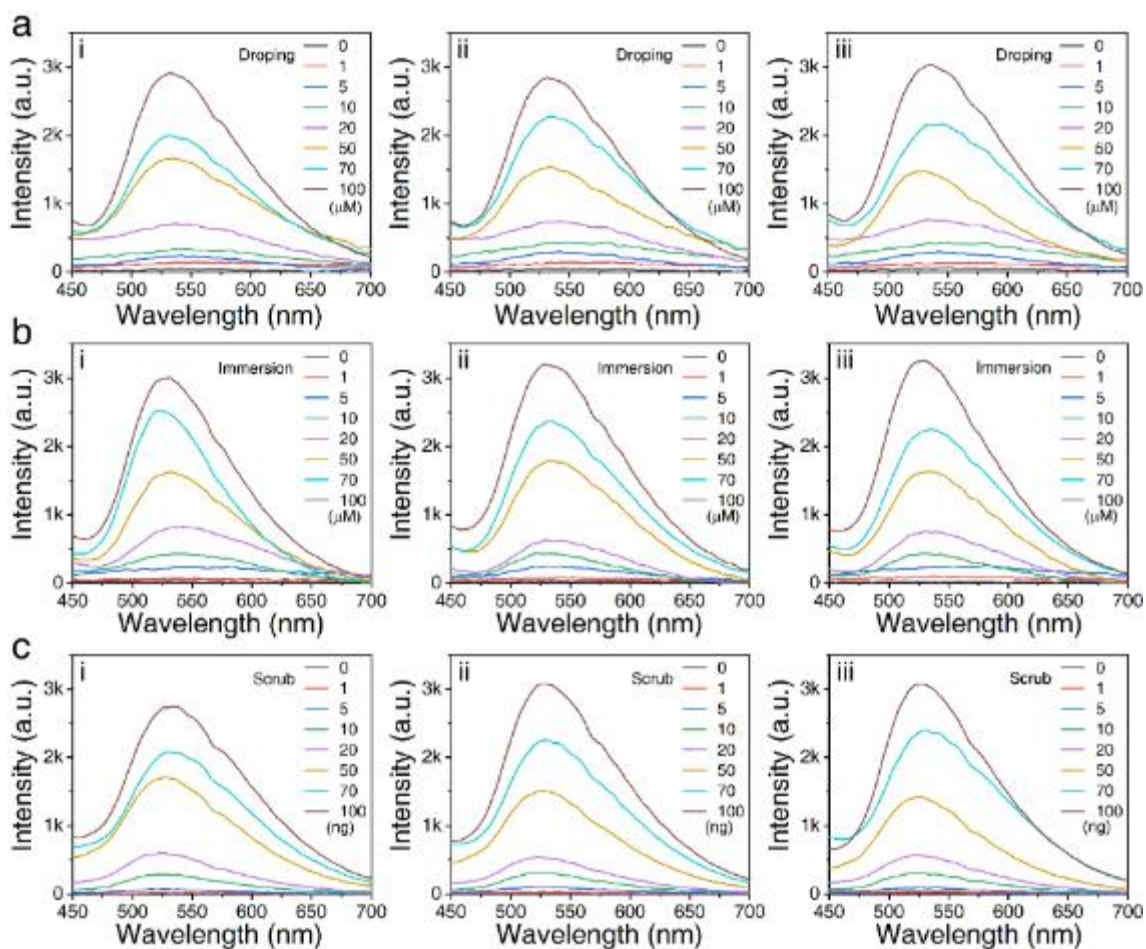 a
i
Droping
0
1
5
10
20
50
70
100
(μM)
Intensity (a.u.)
3k
2k
1k
0
450 500 550 600 650 700
Wavelength (nm)
ii
Droping
0
1
5
10
20
50
70
100
(μM)
Intensity (a.u.)
3k
2k
1k
0
450 500 550 600 650 700
Wavelength (nm)
iii
Droping
0
1
5
10
20
50
70
100
(μM)
Intensity (a.u.)
3k
2k
1k
0
450 500 550 600 650 700
Wavelength (nm)
b
i
Immersion
0
1
5
10
20
50
70
100
(μM)
Intensity (a.u.)
3k
2k
1k
0
450 500 550 600 650 700
Wavelength (nm)
ii
Immersion
0
1
5
10
20
50
70
100
(μM)
Intensity (a.u.)
3k
2k
1k
0
450 500 550 600 650 700
Wavelength (nm)
iii
Immersion
0
1
5
10
20
50
70
100
(μM)
Intensity (a.u.)
3k
2k
1k
0
450 500 550 600 650 700
Wavelength (nm)
c
i
Scrub
0
1
5
10
20
50
70
100
(ng)
Intensity (a.u.)
3k
2k
1k
0
450 500 550 600 650 700
Wavelength (nm)
ii
Scrub
0
1
5
10
20
50
70
100
(ng)
Intensity (a.u.)
3k
2k
1k
0
450 500 550 600 650 700
Wavelength (nm)
iii
Scrub
0
1
5
10
20
50
70
100
(ng)
Intensity (a.u.)
3k
2k
1k
0
450 500 550 600 650 700
Wavelength (nm)